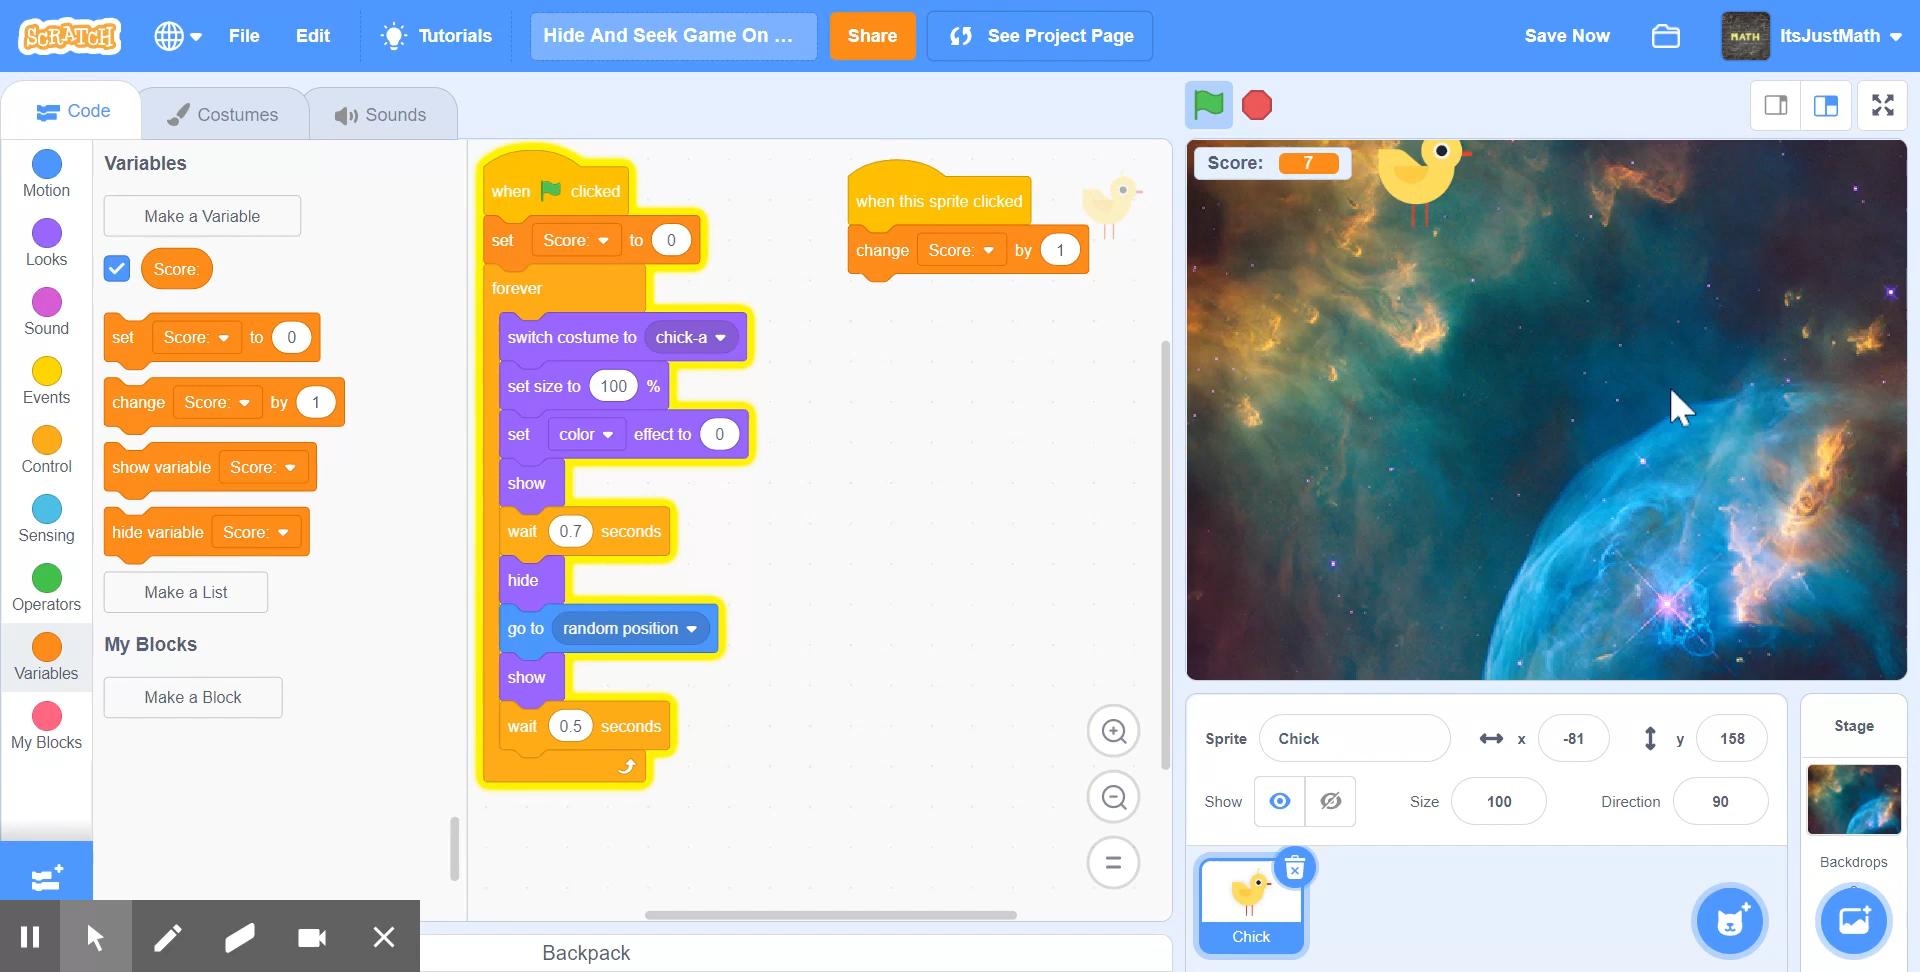 SCRATCH
File
Edit
Tutorials
Hide And Seek Game On ...
Share
See Project Page
Save Now
MATH
ItsJustMath
Code
Costumes
Sounds
Motion
Looks
Sound
Events
Control
Sensing
Operators
Variables
My Blocks
Variables
Make a Variable
Score:
set Score: to 0
change Score: by 1
show variable Score:
hide variable Score:
Make a List
My Blocks
Make a Block
when clicked
set Score: to 0
forever
switch costume to chick-a
set size to 100 %
set color effect to 0
show
wait 0.7 seconds
hide
go to random position
show
wait 0.5 seconds
when this sprite clicked
change Score: by 1
Backpack
Score: 7
Sprite Chick x -81 y 158
Show Size 100 Direction 90
Chick
Stage
Backdrops